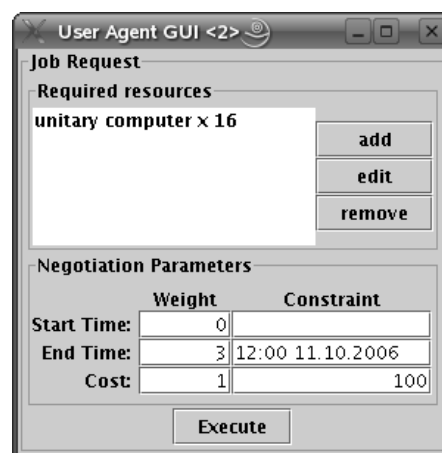 User Agent GUI <2>
Job Request
Required resources
unitary computer x 16
add
edit
remove
Negotiation Parameters
Weight Constraint
Start Time: 0
End Time: 3 12:00 11.10.2006
Cost: 1 100
Execute